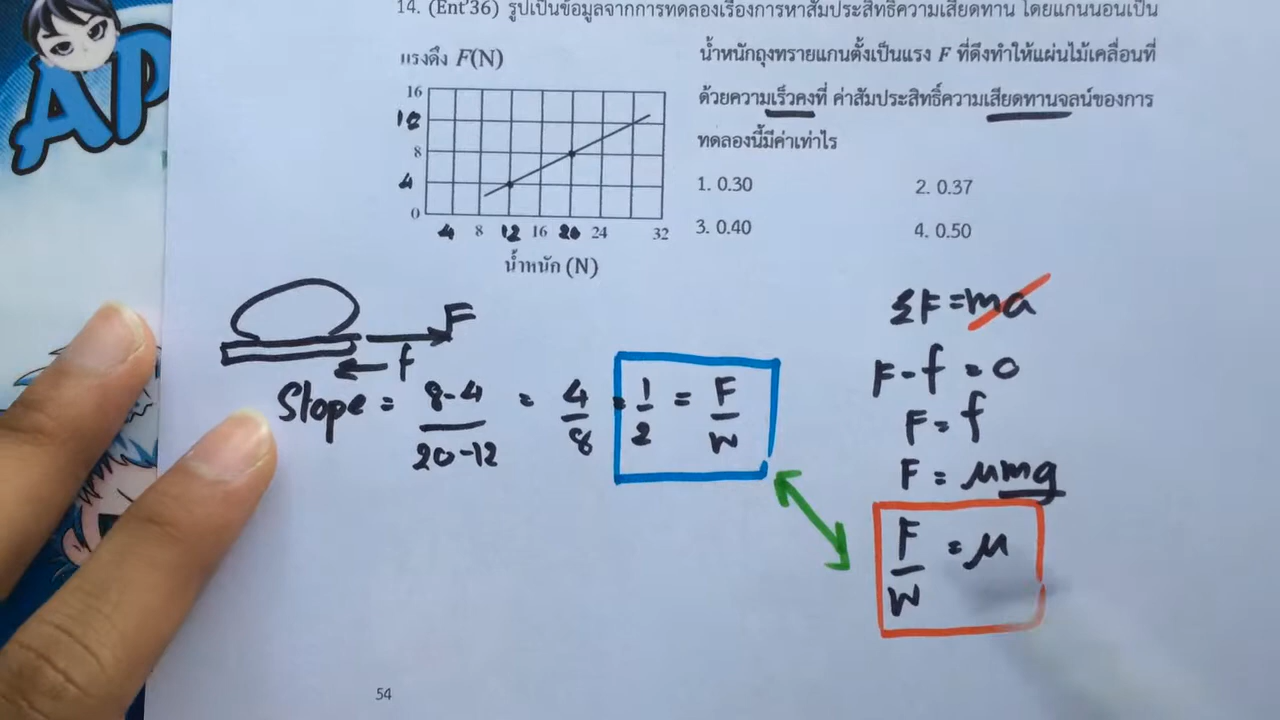 AP
14. (Ent'36) รูปเป็นข้อมูลจากการทดลองเรื่องการหาสัมประสิทธิ์ความเสียดทาน โดยแกนนอนเป็น
น้ำหนักถุงทรายแกนตั้งเป็นแรง F ที่ดึงทำให้แผ่นไม้เคลื่อนที่
ด้วยความเร็วคงที่ ค่าสัมประสิทธิ์ความเสียดทานจลน์ของการ
ทดลองนี้มีค่าเท่าไร
1. 0.30 2. 0.37
3. 0.40 4. 0.50
แรงดึง F(N)
16
12
8
4
0
4 8 12 16 20 24 32
น้ำหนัก (N)
F
f
Slope = 8-4/20-12 = 4/8 = 1/2 = F/W
ΣF = ma
F-f = 0
F = f
F = μmg
F/W = μ
54